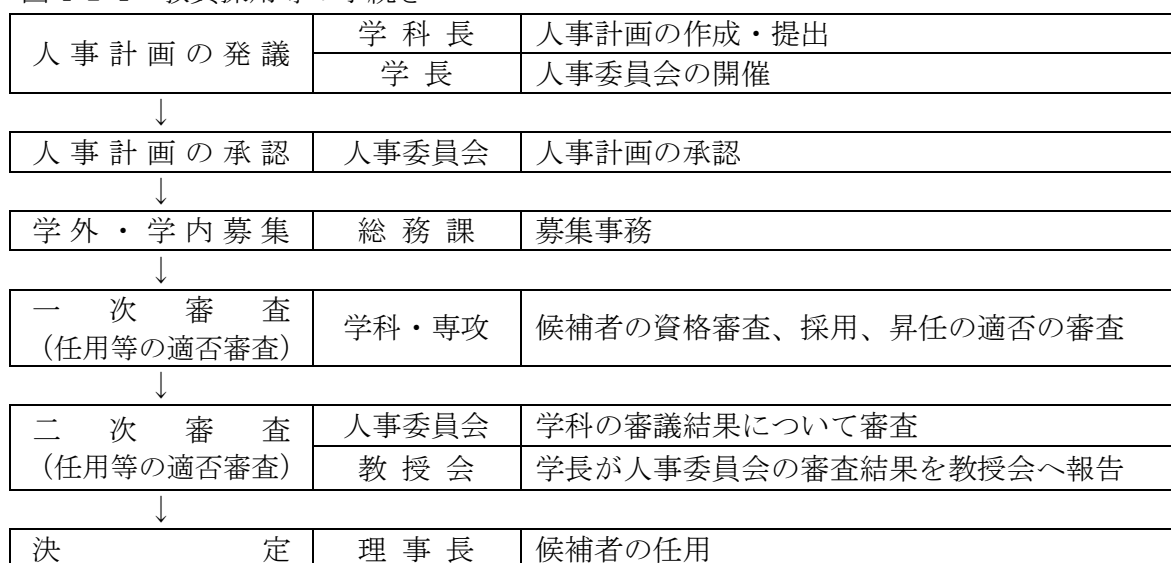 人事計画の発議 学科長 人事計画の作成・提出
学長 人事委員会の開催
↓
人事計画の承認 人事委員会 人事計画の承認
↓
学外・学内募集 総務課 募集事務
↓
一次審査 学科・専攻 候補者の資格審査、採用、昇任の適否の審査
（任用等の適否審査）
↓
二次審査 人事委員会 学科の審議結果について審査
（任用等の適否審査） 教授会 学長が人事委員会の審査結果を教授会へ報告
↓
決定 理事長 候補者の任用